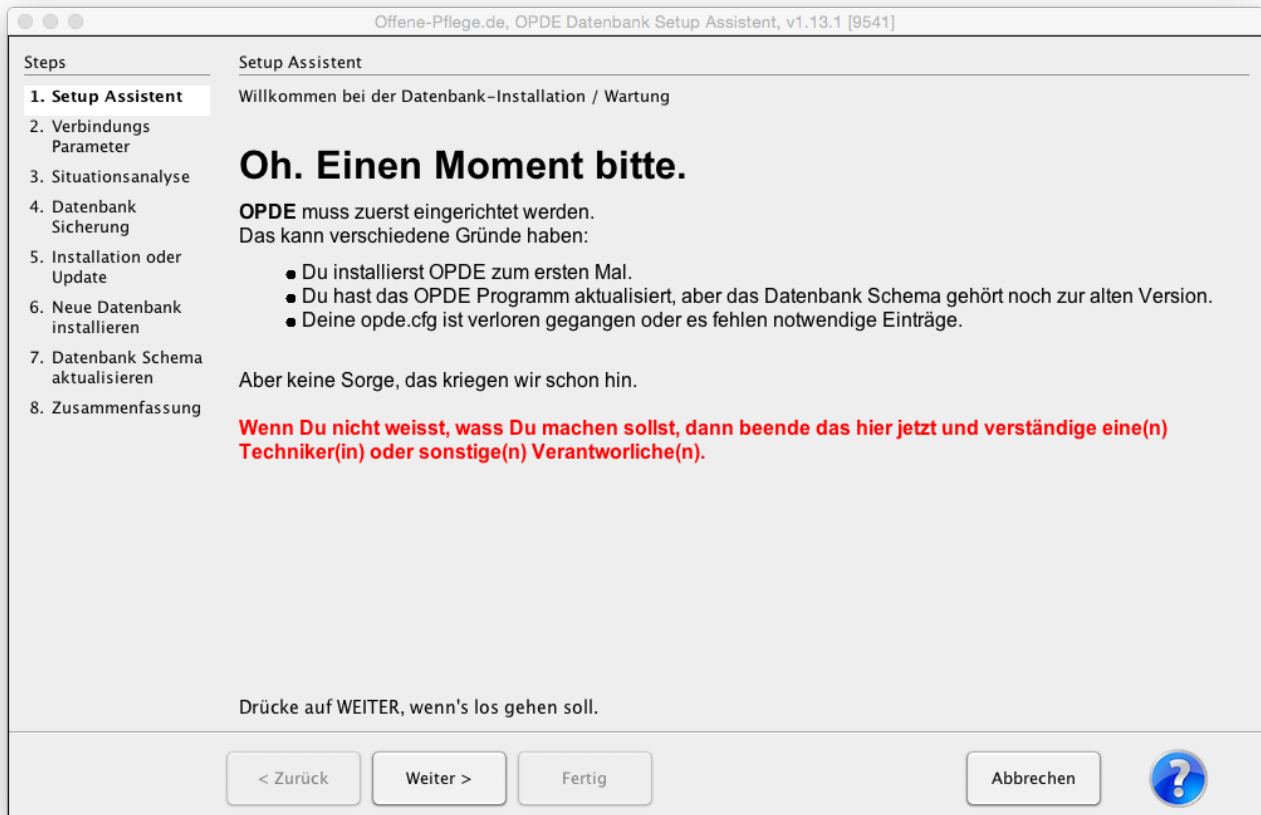 Offene-Pflege.de, OPDE Datenbank Setup Assistent, v1.13.1 [9541]
Steps
1. Setup Assistent
2. Verbindungs
Parameter
3. Situationsanalyse
4. Datenbank
Sicherung
5. Installation oder
Update
6. Neue Datenbank
installieren
7. Datenbank Schema
aktualisieren
8. Zusammenfassung
Setup Assistent
Willkommen bei der Datenbank-Installation / Wartung
Oh. Einen Moment bitte.
OPDE muss zuerst eingerichtet werden.
Das kann verschiedene Gründe haben:
• Du installierst OPDE zum ersten Mal.
• Du hast das OPDE Programm aktualisiert, aber das Datenbank Schema gehört noch zur alten Version.
• Deine opde.cfg ist verloren gegangen oder es fehlen notwendige Einträge.
Aber keine Sorge, das kriegen wir schon hin.
Wenn Du nicht weisst, wass Du machen sollst, dann beende das hier jetzt und verständige eine(n)
Techniker(in) oder sonstige(n) Verantworliche(n).
Drücke auf WEITER, wenn's los gehen soll.
< Zurück
Weiter >
Fertig
Abbrechen
?